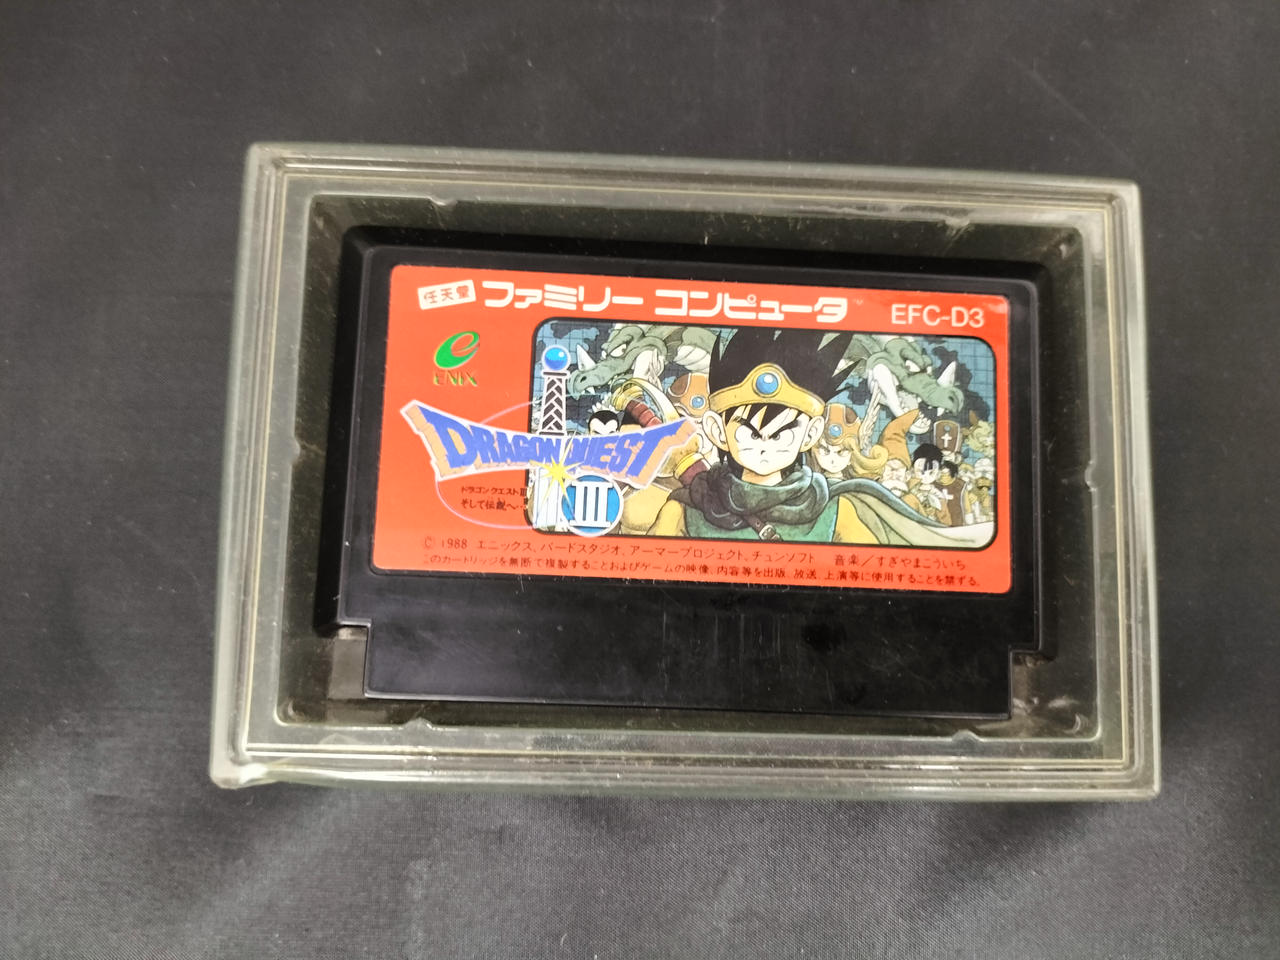 任天堂 ファミリー コンピュータ™ EFC-D3
ENIX
DRAGON QUEST
III
ドラゴンクエストIII
そして伝説へ…
© 1988 エニックス、バードスタジオ、アーマープロジェクト、チュンソフト 音楽／すぎやまこういち
このカートリッジを無断で複製することおよびゲームの映像、内容等を出版、放送、上演等に使用することを禁ずる。